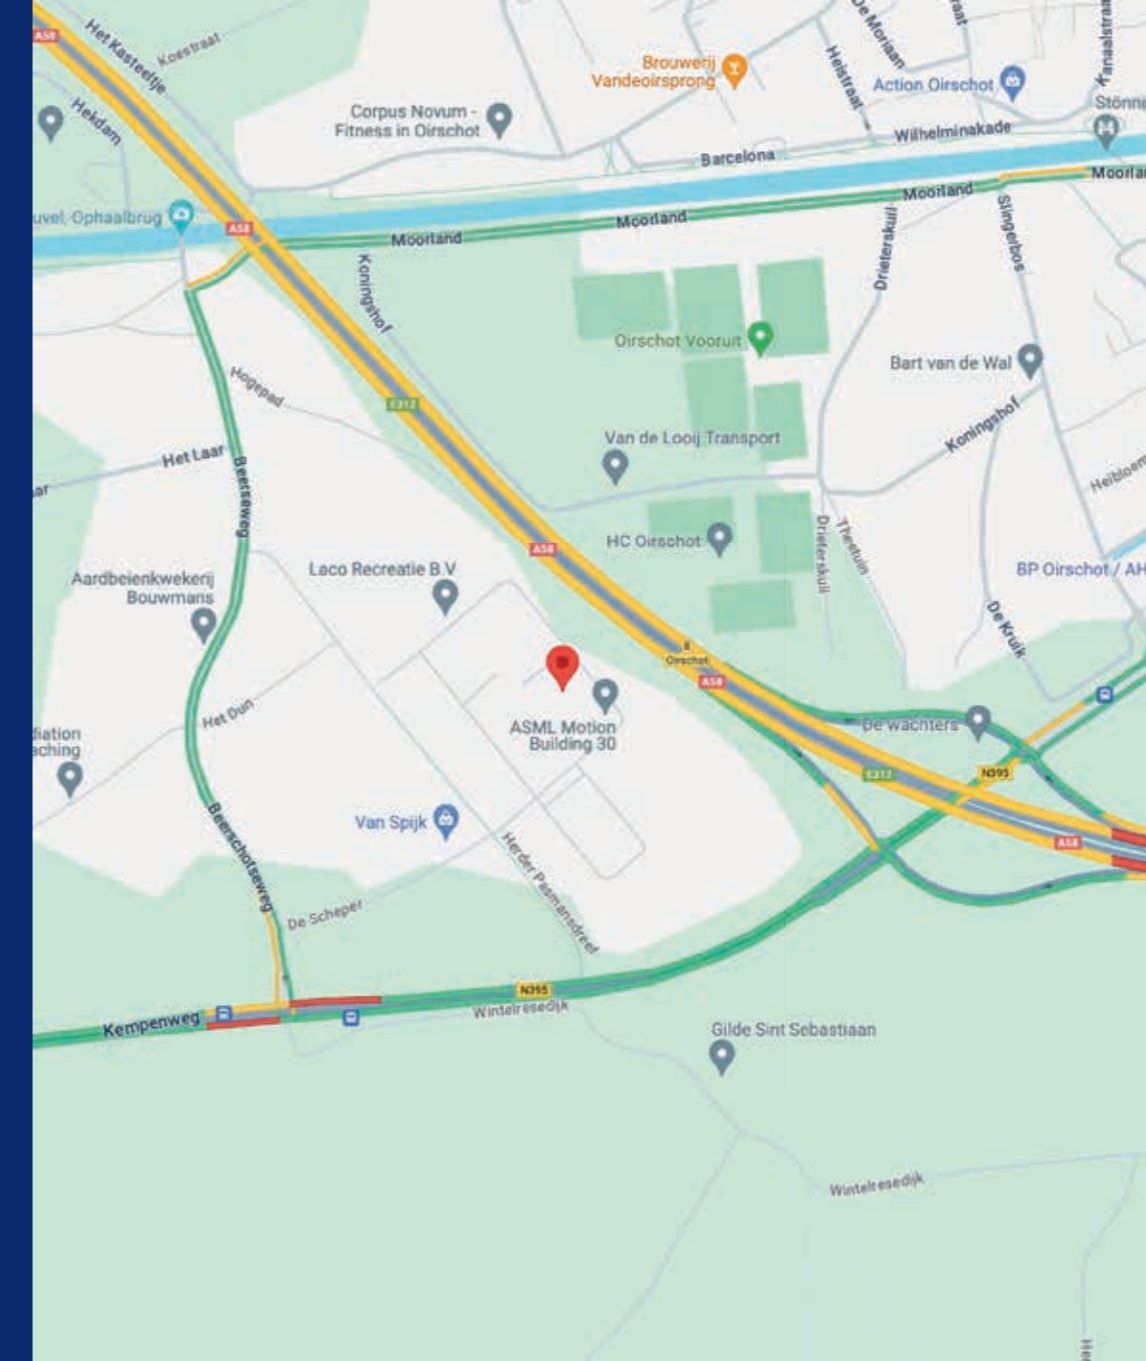 A58
Het Kasteeltje
Koestraat
Hekdam
Brouwerij
Vandeoirsprong
De Moriaan
Heistraat
Action Oirschot
Kanaalstraa
Corpus Novum -
Fitness in Oirschot
Wilhelminakade
Barcelona
Moorland
Moorland
Moorland
A58
Koningshof
Drieterskuil
Slingerbos
Oirschot Vooruit
Bart van de Wal
Hogepad
E312
Koningshof
Van de Looij Transport
Het Laar
Beerseweg
HC Oirschot
A58
Drieterskuil
BP Oirschot / AH
Laco Recreatie B.V
Aardbeienkwekerij
Bouwmans
De Kruik
8
Oirschot
A58
Het Dun
ASML Motion
Building 30
De wachters
E312
N395
Van Spijk
A58
Beerschotseweg
Herder Pasmansdreef
De Scheper
N395
Kempenweg
Wintelresedijk
Gilde Sint Sebastiaan
Wintelresedijk